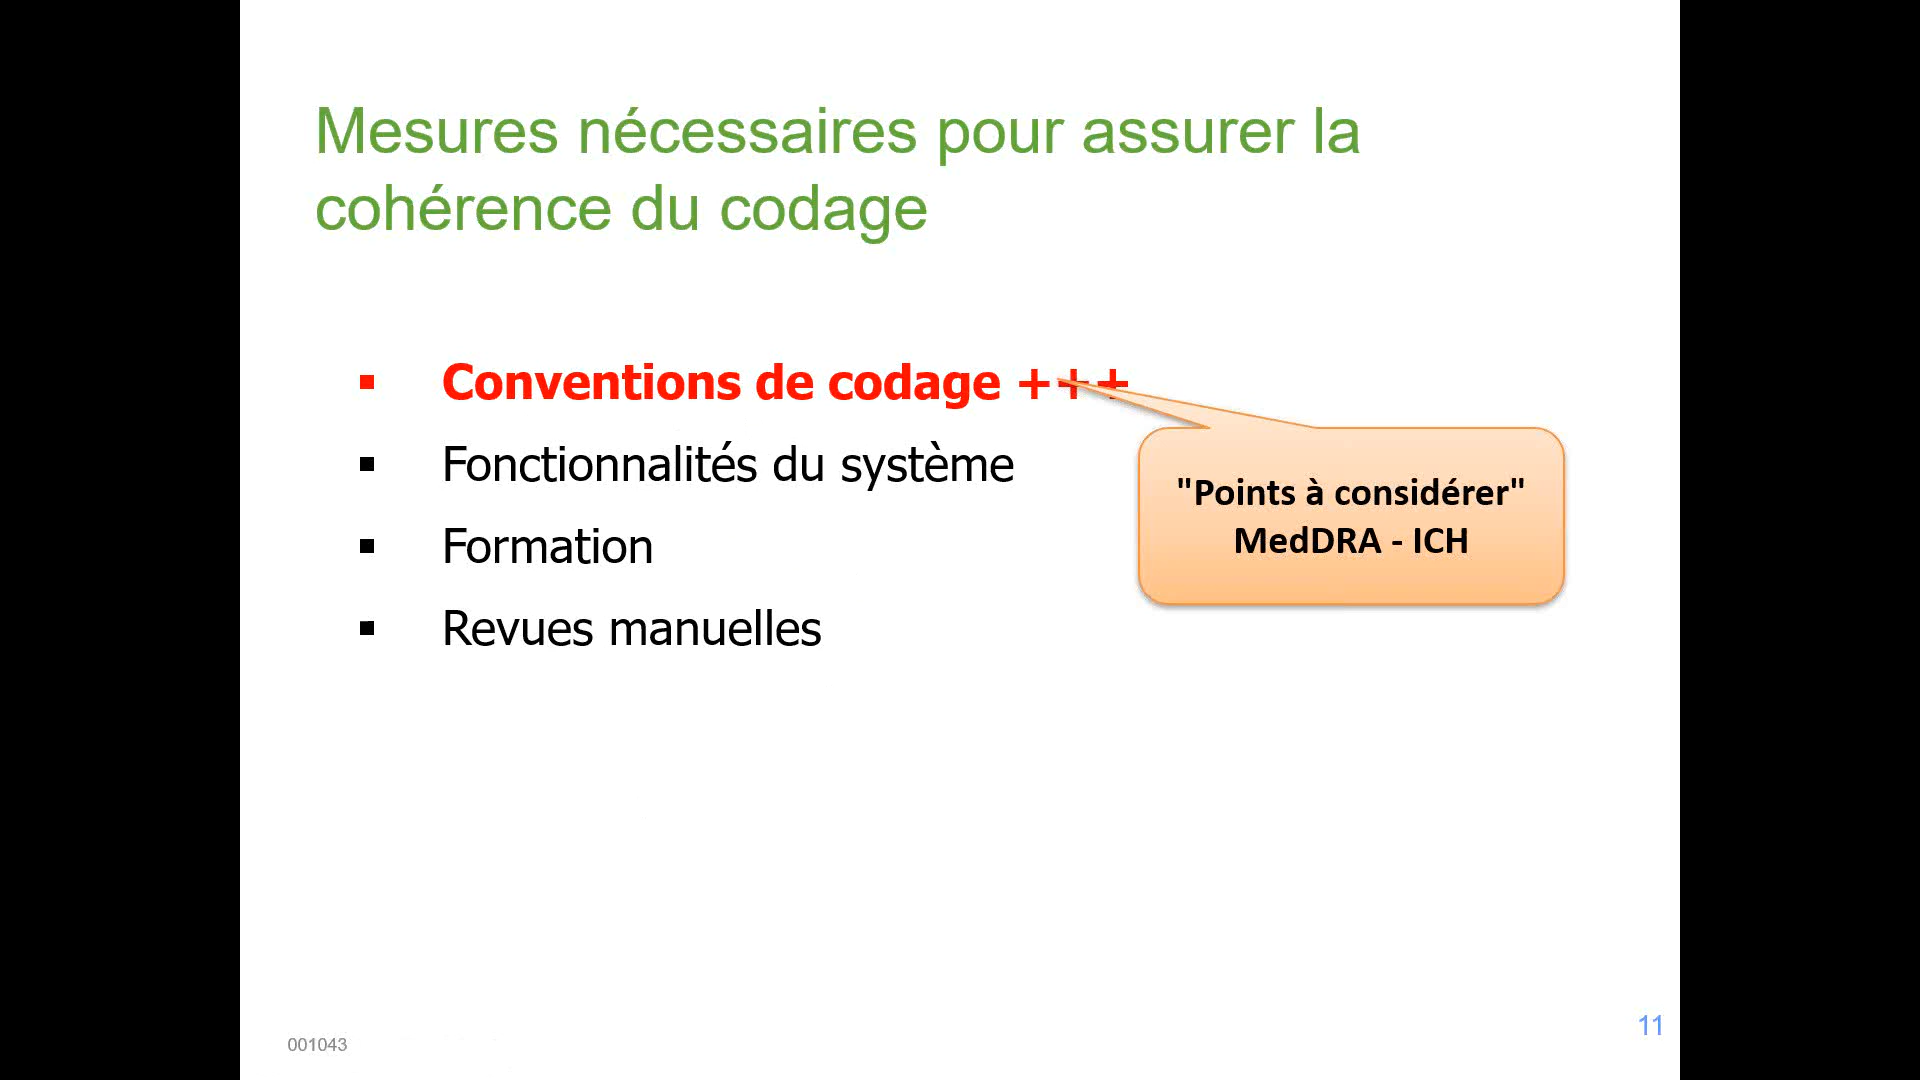 Mesures nécessaires pour assurer la
cohérence du codage
▪ Conventions de codage +++
▪ Fonctionnalités du système
▪ Formation
▪ Revues manuelles
"Points à considérer"
MedDRA - ICH
001043
11